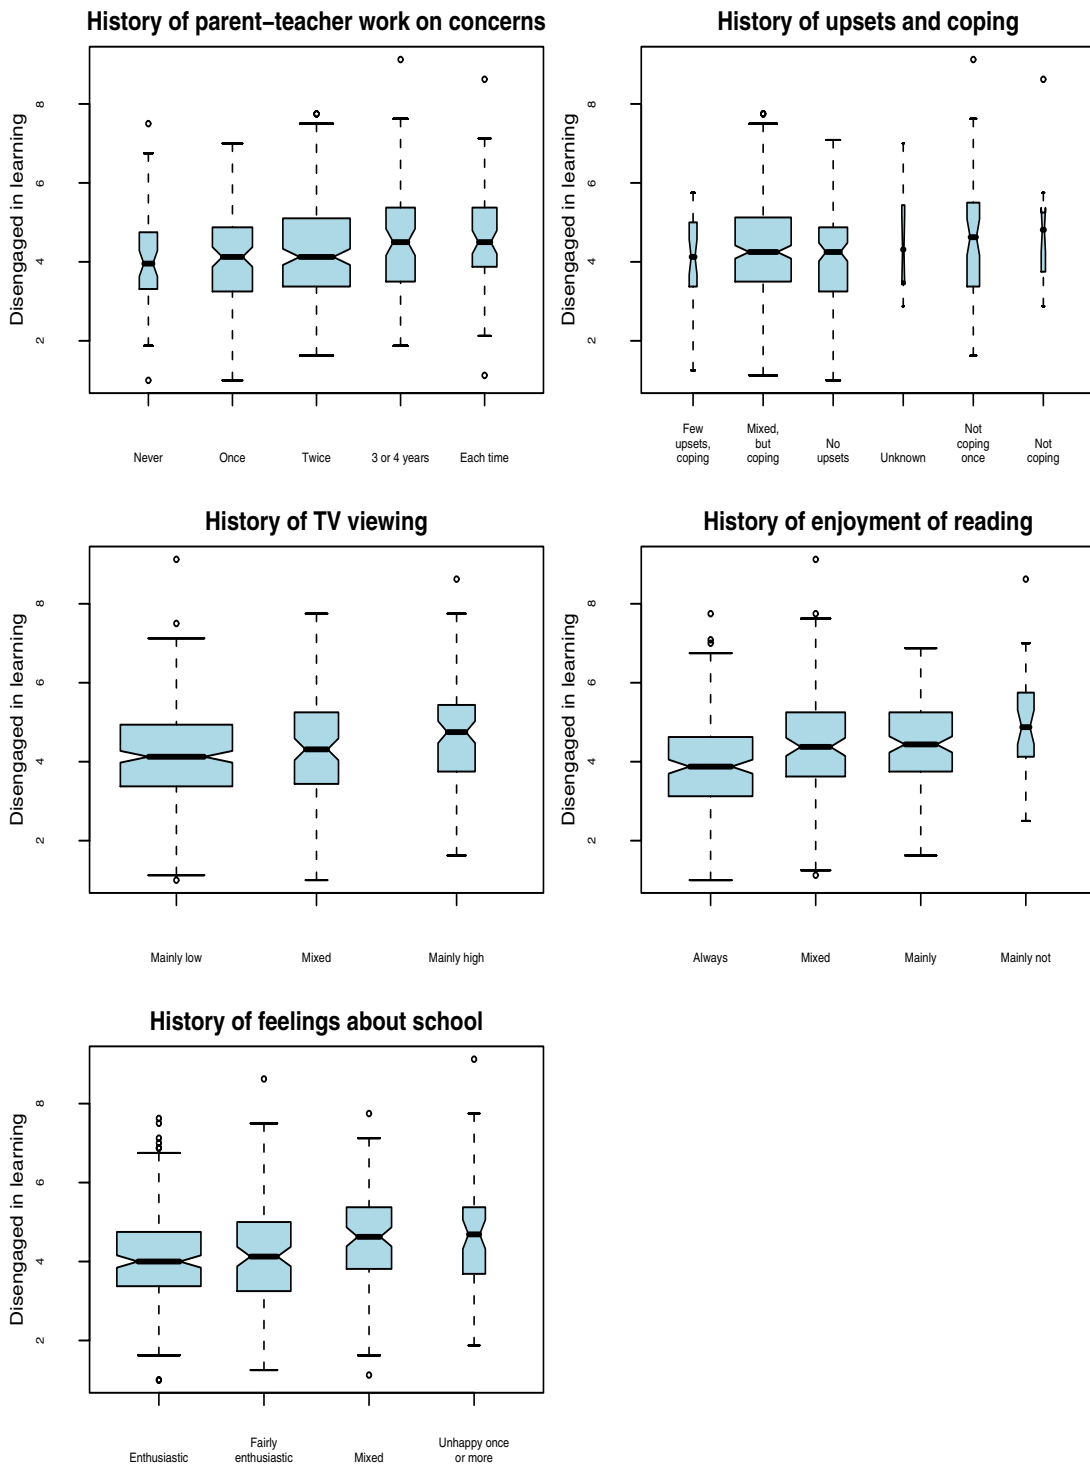 History of parent–teacher work on concerns
Disengaged in learning
8
6
4
2
Never
Once
Twice
3 or 4 years
Each time
History of upsets and coping
Disengaged in learning
8
6
4
2
Few
upsets,
coping
Mixed,
but
coping
No
upsets
Unknown
Not
coping
once
Not
coping
History of TV viewing
Disengaged in learning
8
6
4
2
Mainly low
Mixed
Mainly high
History of enjoyment of reading
Disengaged in learning
8
6
4
2
Always
Mixed
Mainly
Mainly not
History of feelings about school
Disengaged in learning
8
6
4
2
Enthusiastic
Fairly
enthusiastic
Mixed
Unhappy once
or more